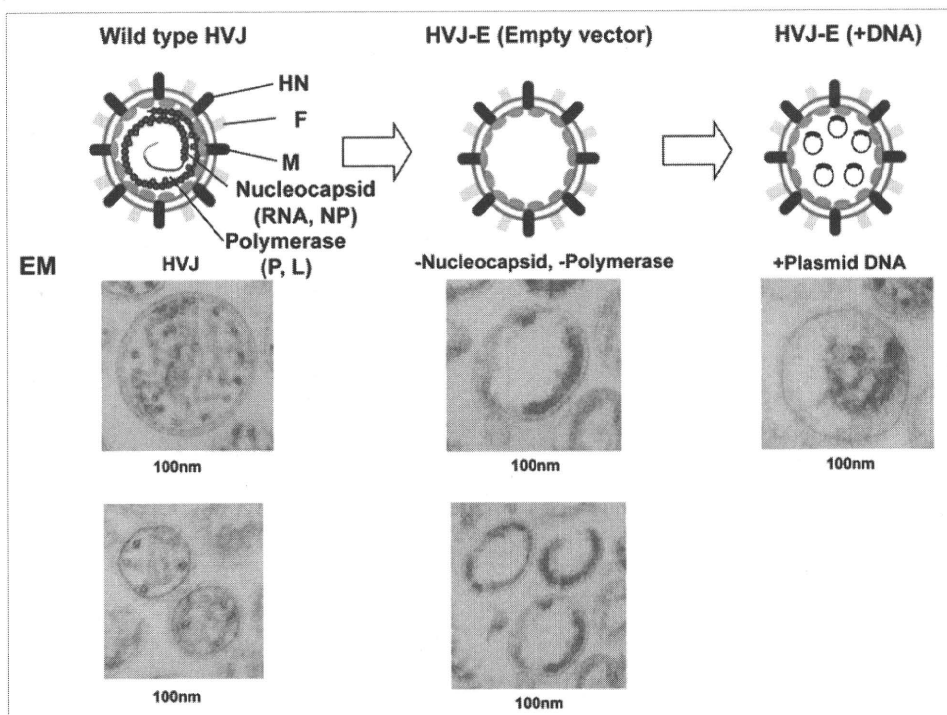 Wild type HVJ
HVJ-E (Empty vector)
HVJ-E (+DNA)
HN
F
M
Nucleocapsid
(RNA, NP)
Polymerase
(P, L)
EM
HVJ
-Nucleocapsid, -Polymerase
+Plasmid DNA
100nm
100nm
100nm
100nm
100nm